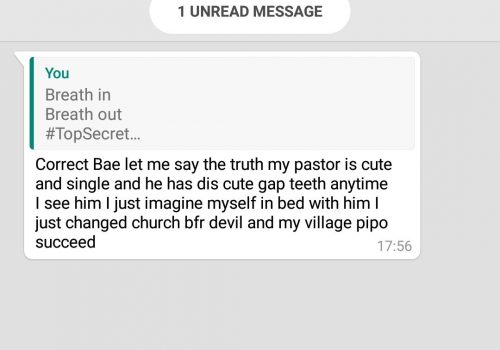 1 UNREAD MESSAGE
You
Breath in
Breath out
#TopSecret...
Correct Bae let me say the truth my pastor is cute
and single and he has dis cute gap teeth anytime
I see him I just imagine myself in bed with him I
just changed church bfr devil and my village pipo
succeed
17:56